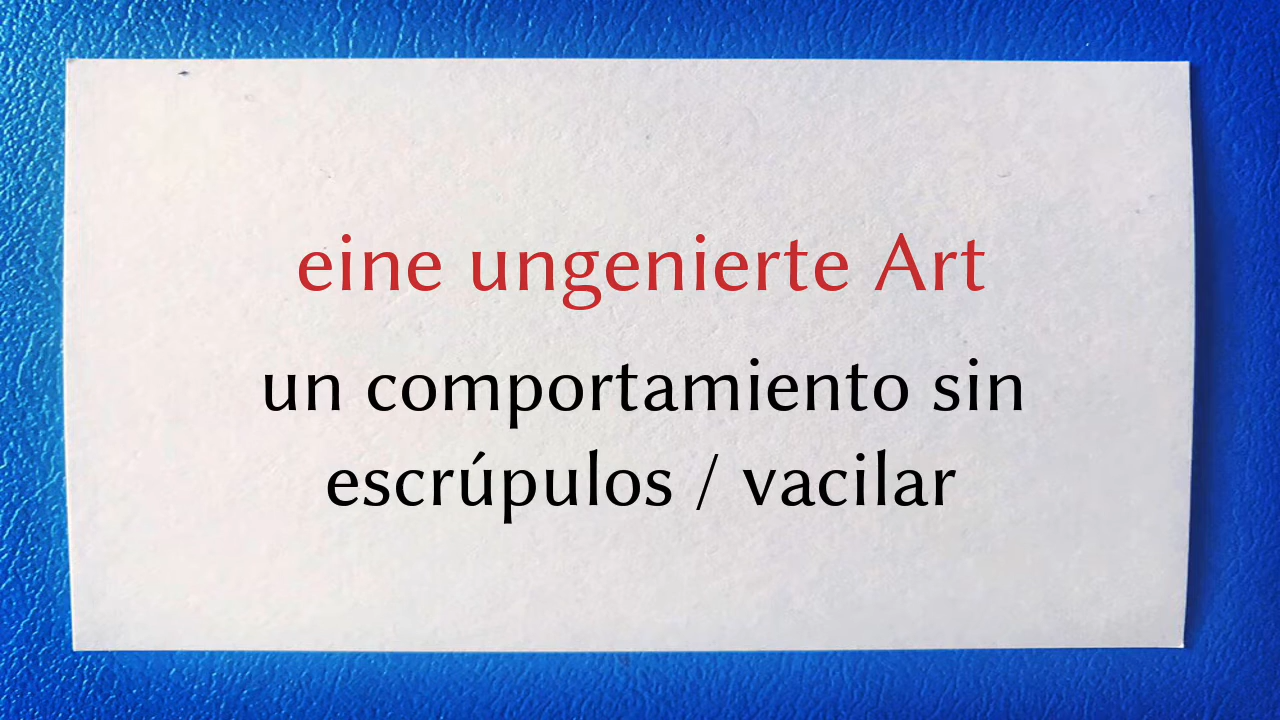 eine ungenierte Art
un comportamiento sin
escrúpulos / vacilar